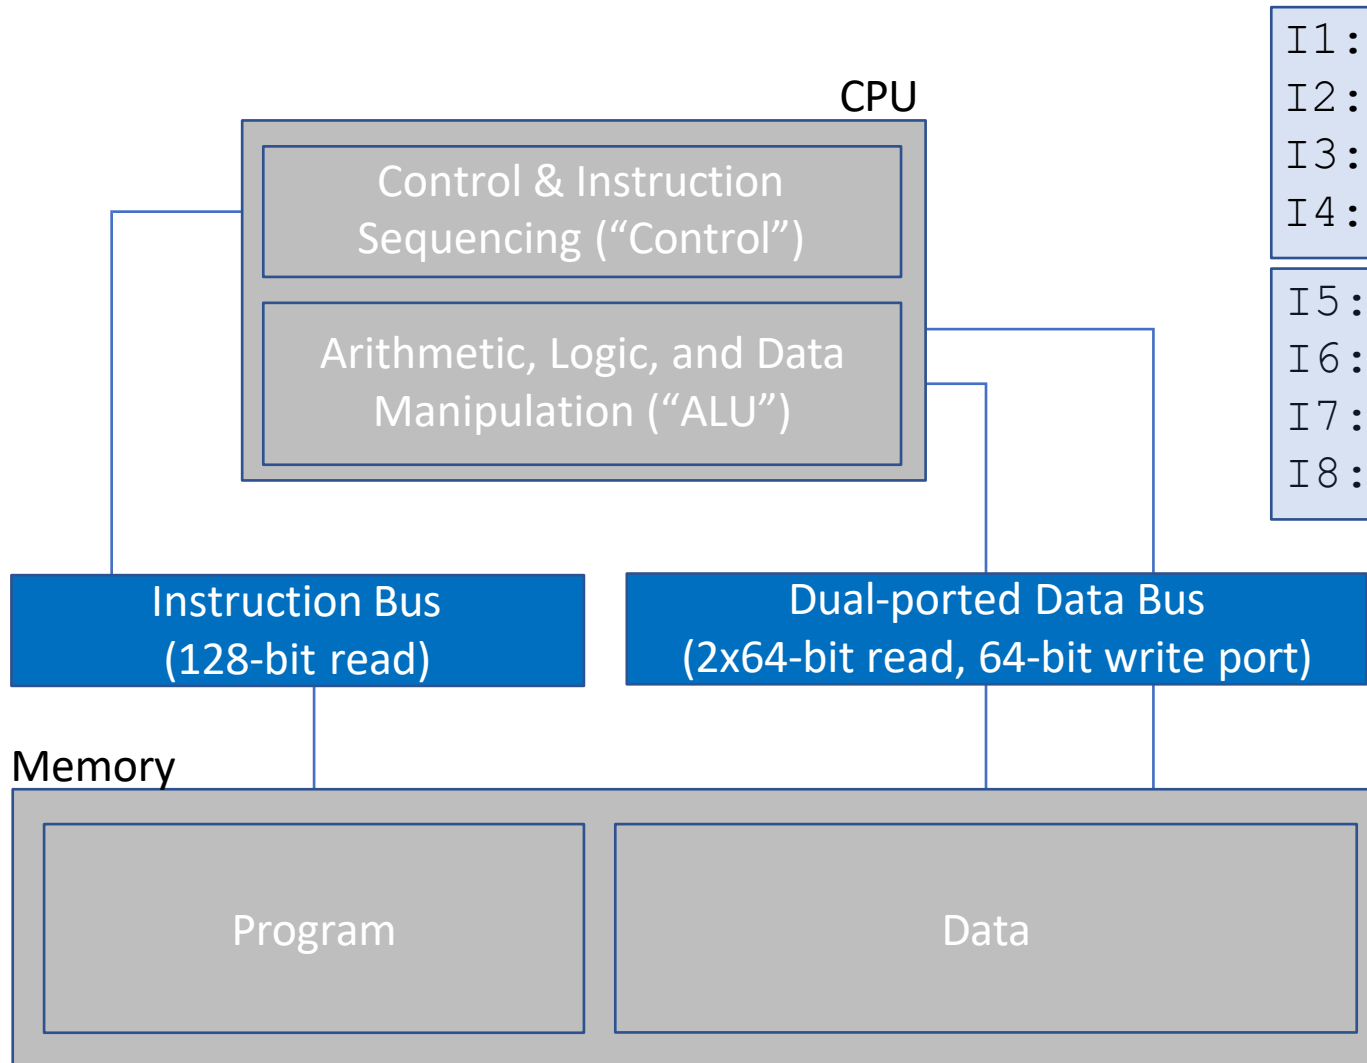 CPU
Control & Instruction
Sequencing (“Control”)
Arithmetic, Logic, and Data
Manipulation (“ALU”)
I1:
I2:
I3:
I4:
I5:
I6:
I7:
I8:
Instruction Bus
(128-bit read)
Dual-ported Data Bus
(2x64-bit read, 64-bit write port)
Memory
Program
Data